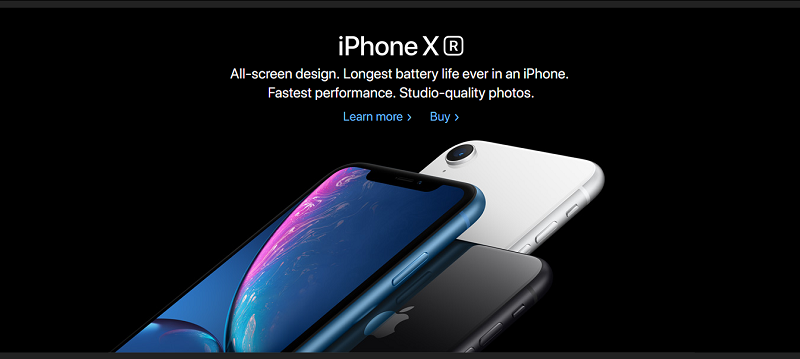 iPhone XR
All-screen design. Longest battery life ever in an iPhone.
Fastest performance. Studio-quality photos.
Learn more > Buy >